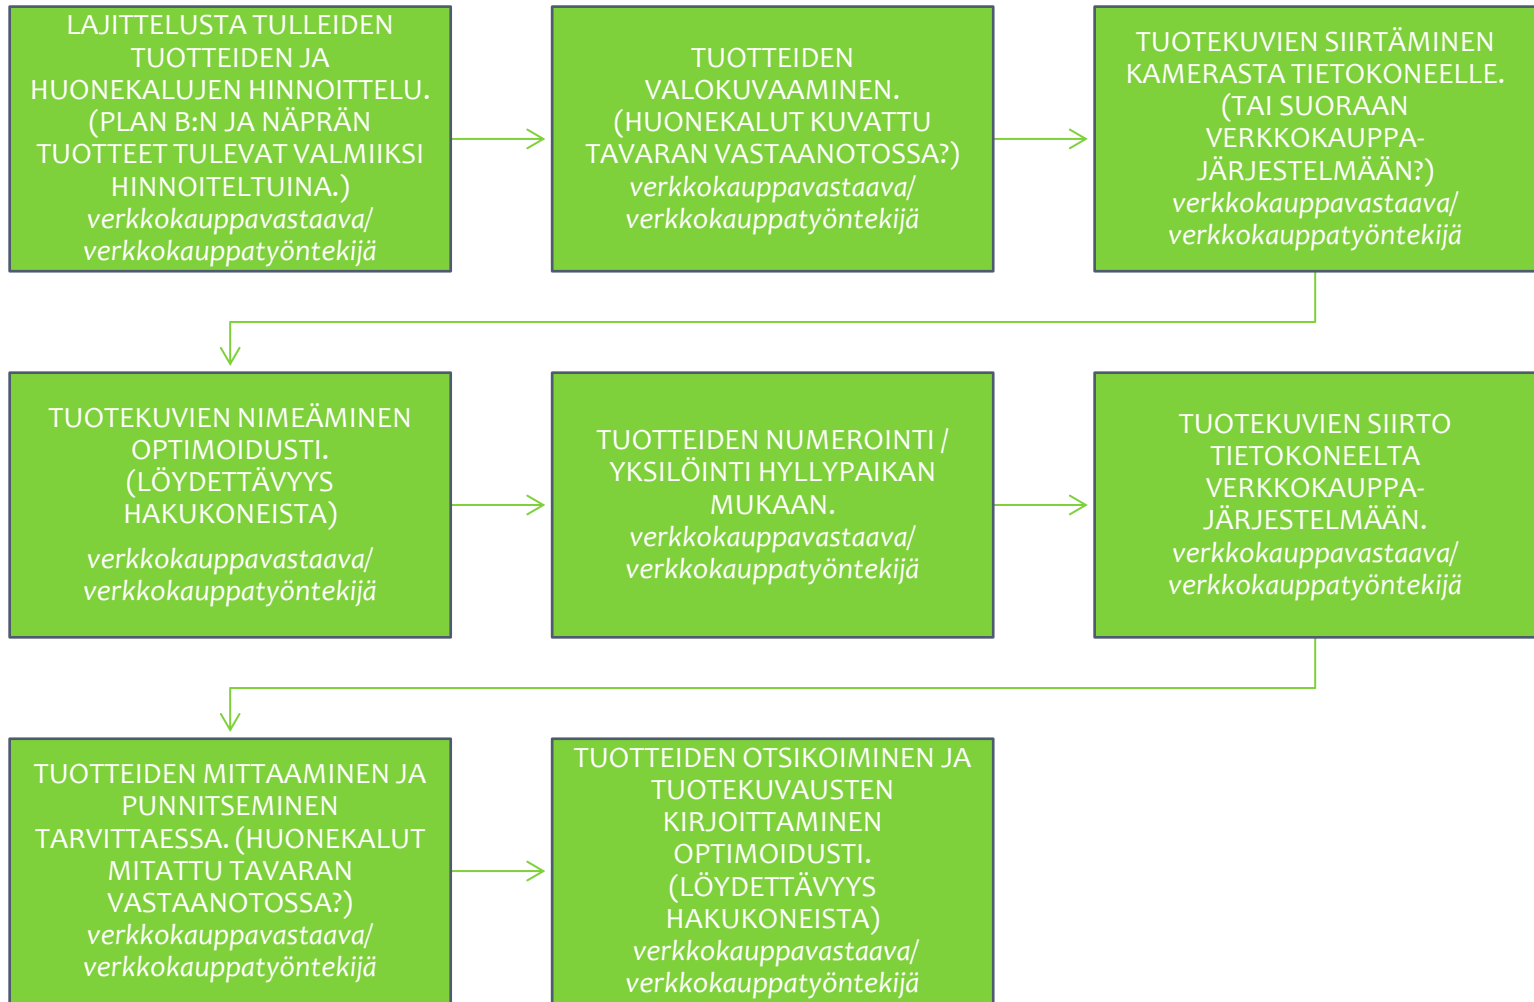 LAJITTELUSTA TULLEIDEN
TUOTTEIDEN JA
HUONEKALUJEN HINNOITTELU.
(PLAN B:N JA NÄPRÄN
TUOTTEET TULEVAT VALMIIKSI
HINNOITELTUINA.)
verkkokauppavastaava/
verkkokauppatyöntekijä
TUOTTEIDEN
VALOKUVAAMINEN.
(HUONEKALUT KUVATTU
TAVARAN VASTAANOTOSSA?)
verkkokauppavastaava/
verkkokauppatyöntekijä
TUOTEKUVIEN SIIRTÄMINEN
KAMERASTA TIETOKONEELLE.
(TAI SUORAAN
VERKKOKAUPPA-
JÄRJESTELMÄÄN?)
verkkokauppavastaava/
verkkokauppatyöntekijä
TUOTEKUVIEN NIMEÄMINEN
OPTIMOIDUSTI.
(LÖYDETTÄVYYS
HAKUKONEISTA)
verkkokauppavastaava/
verkkokauppatyöntekijä
TUOTTEIDEN NUMEROINTI /
YKSILÖINTI HYLLYPAIKAN
MUKAAN.
verkkokauppavastaava/
verkkokauppatyöntekijä
TUOTEKUVIEN SIIRTO
TIETOKONEELTA
VERKKOKAUPPA-
JÄRJESTELMÄÄN.
verkkokauppavastaava/
verkkokauppatyöntekijä
TUOTTEIDEN MITTAAMINEN JA
PUNNITSEMINEN
TARVITTAESSA. (HUONEKALUT
MITATTU TAVARAN
VASTAANOTOSSA?)
verkkokauppavastaava/
verkkokauppatyöntekijä
TUOTTEIDEN OTSIKOIMINEN JA
TUOTEKUVAUSTEN
KIRJOITTAMINEN
OPTIMOIDUSTI.
(LÖYDETTÄVYYS
HAKUKONEISTA)
verkkokauppavastaava/
verkkokauppatyöntekijä